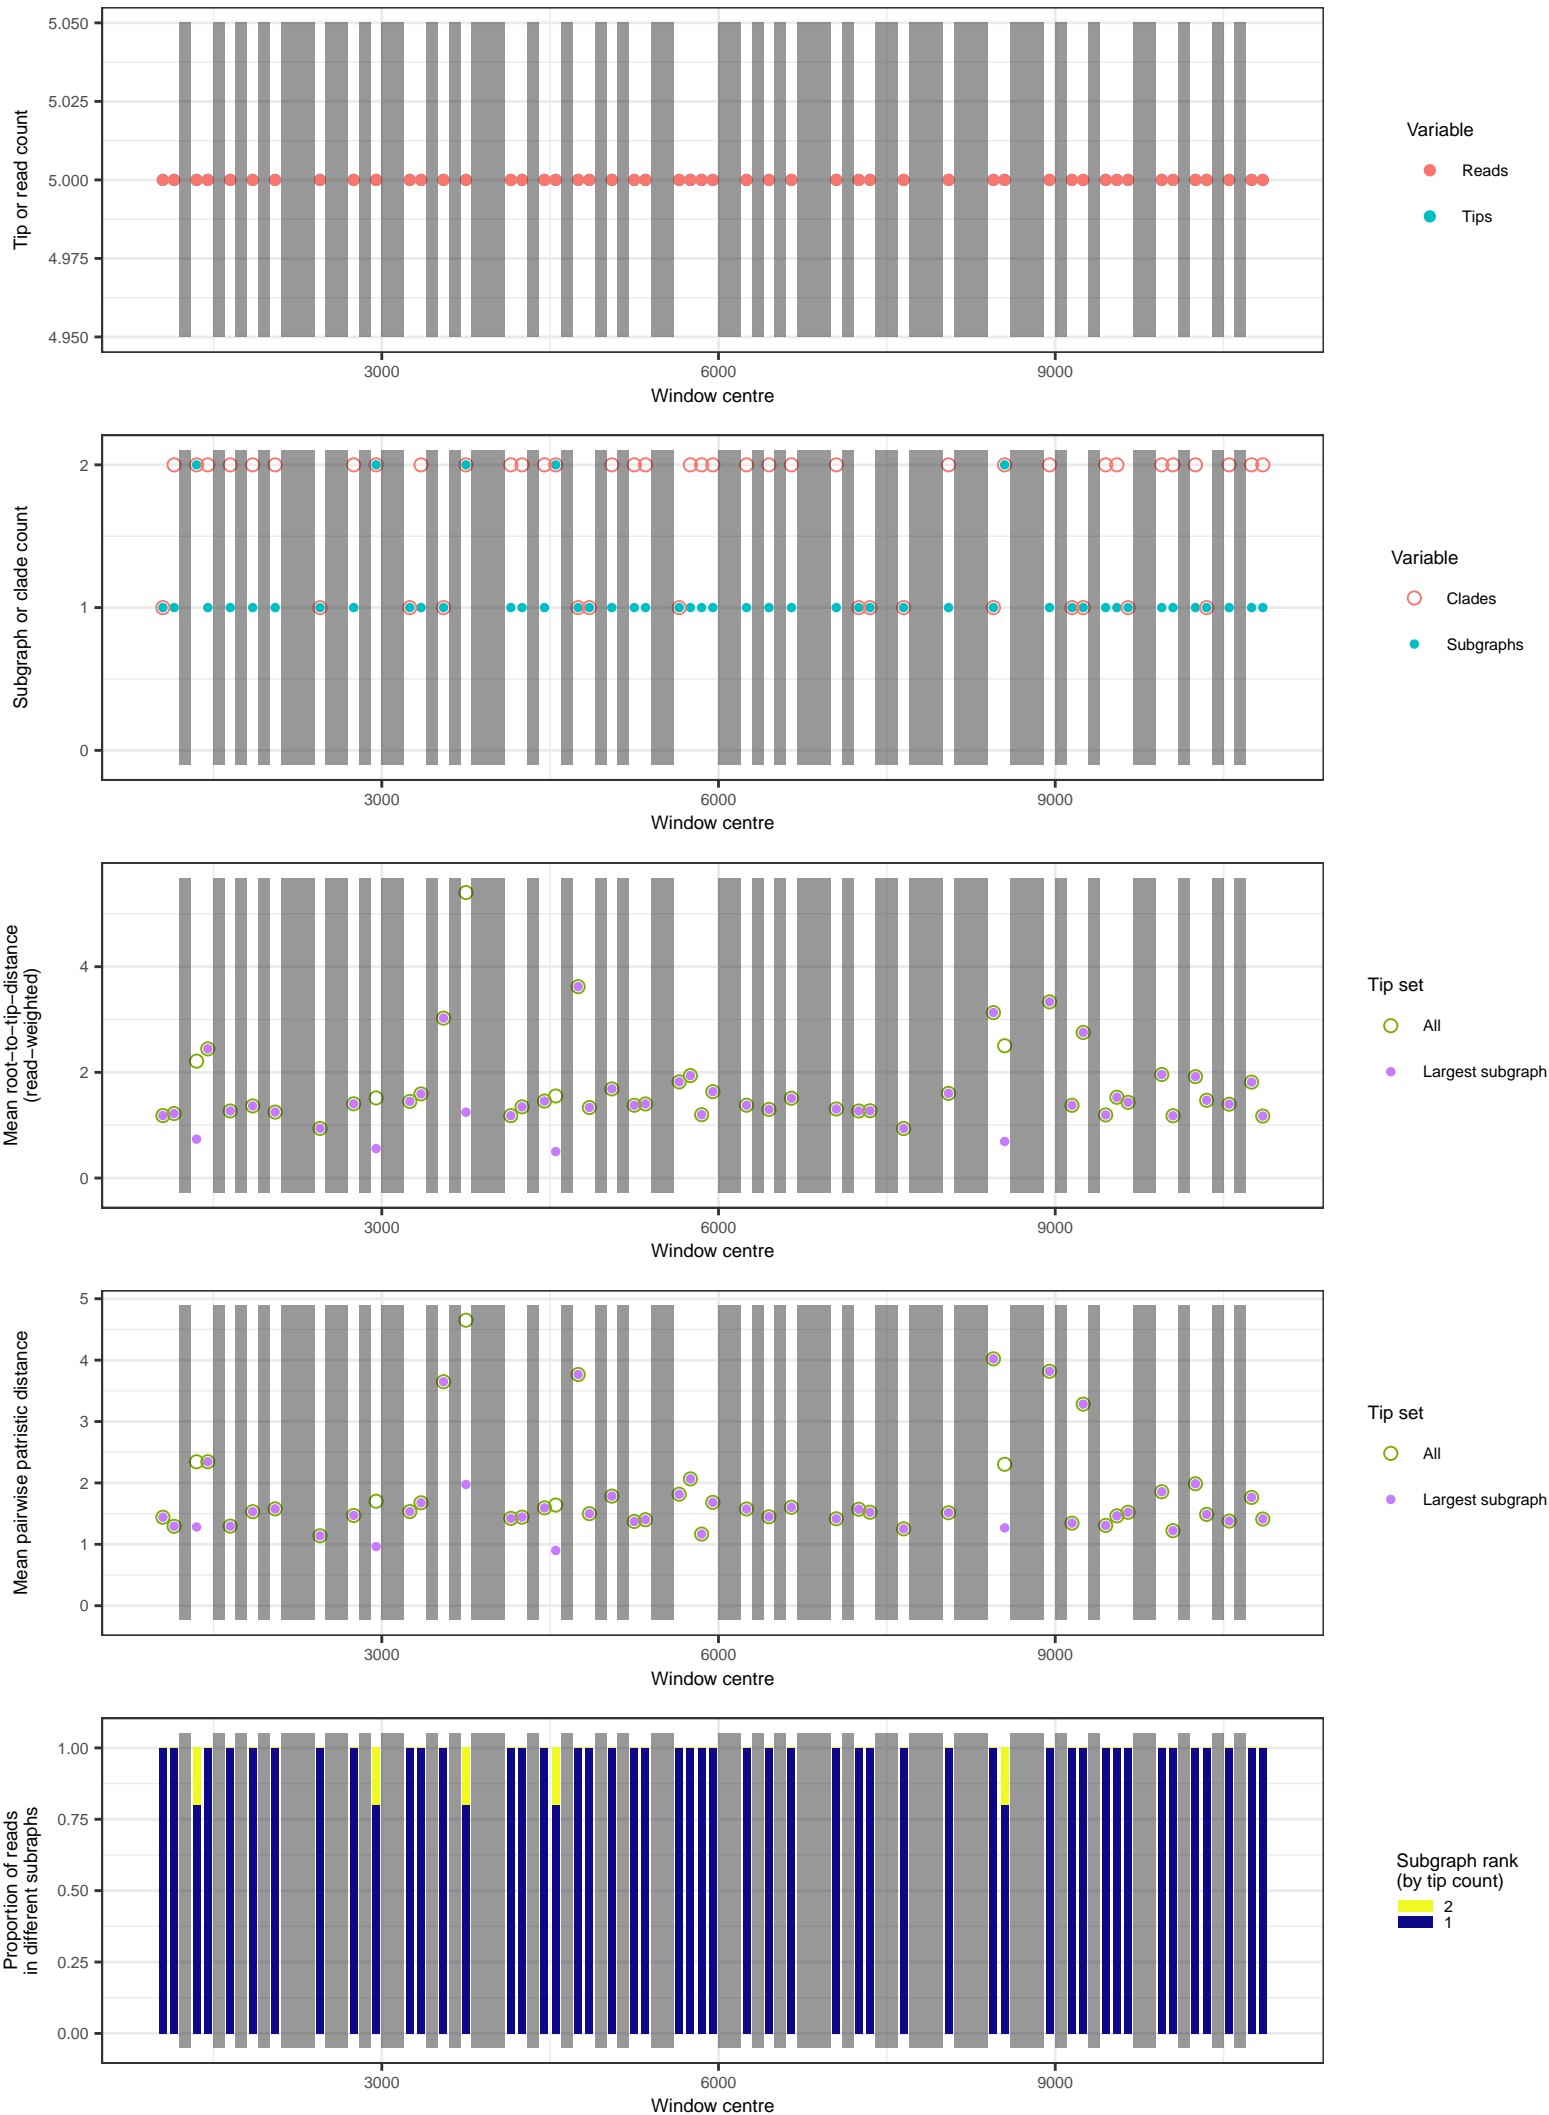 Tip or read count
5.050
5.025
5.000
4.975
4.950
3000
6000
9000
Window centre
Variable
Reads
Tips
Subgraph or clade count
2
1
0
3000
6000
9000
Window centre
Variable
Clades
Subgraphs
Mean root−to−tip−distance
(read−weighted)
4
2
0
3000
6000
9000
Window centre
Tip set
All
Largest subgraph
Mean pairwise patristic distance
5
4
3
2
1
0
3000
6000
9000
Window centre
Tip set
All
Largest subgraph
Proportion of reads
in different subraphs
1.00
0.75
0.50
0.25
0.00
3000
6000
9000
Window centre
Subgraph rank
(by tip count)
2
1